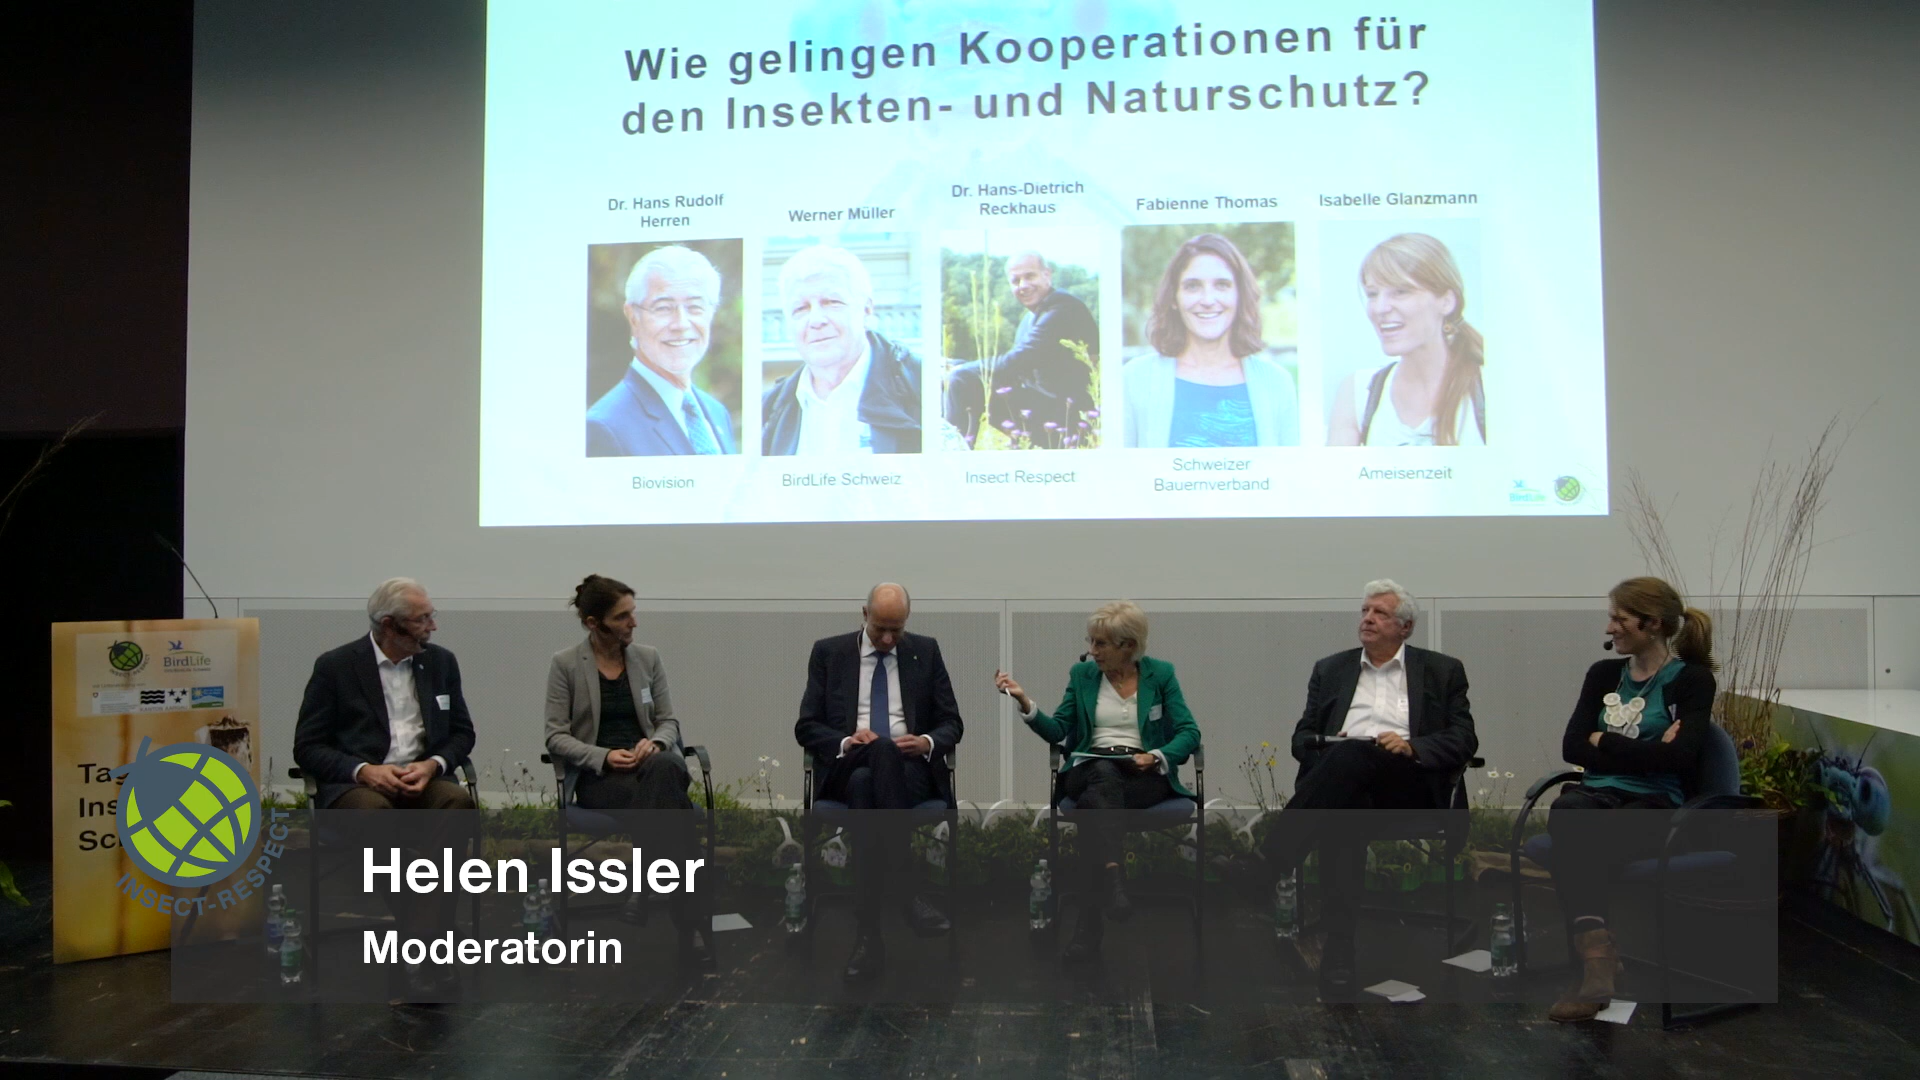 Wie gelingen Kooperationen für
den Insekten- und Naturschutz?
Dr. Hans Rudolf
Herren
Werner Müller
Dr. Hans-Dietrich
Reckhaus
Fabienne Thomas
Isabelle Glanzmann
Biovision
BirdLife Schweiz
Insect Respect
Schweizer
Bauernverband
Ameisenzeit
BirdLife
BirdLife
INSECT-RESPECT
Helen Issler
Moderatorin